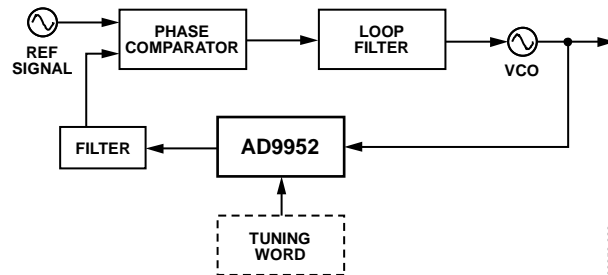 REF
SIGNAL
PHASE
COMPARATOR
LOOP
FILTER
VCO
FILTER
AD9952
TUNING
WORD